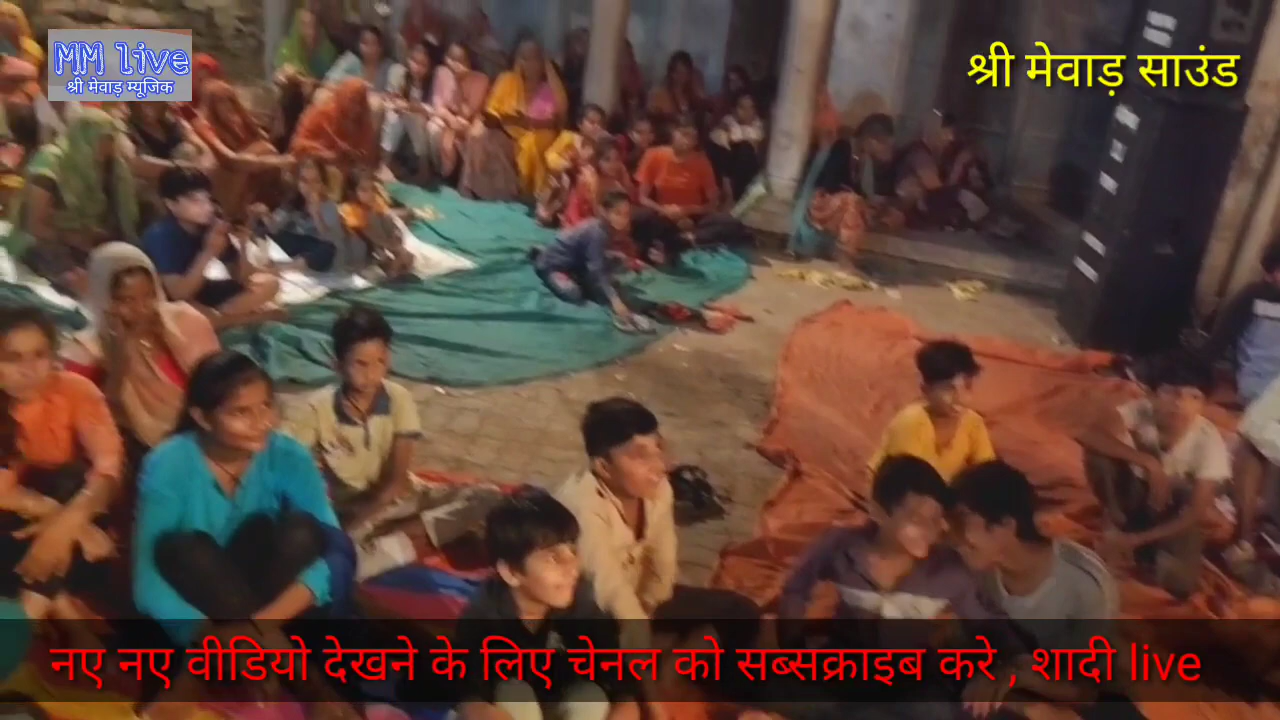 MM live
श्री मेवाड़ म्यूजिक
श्री मेवाड़ साउंड
नए नए वीडियो देखने के लिए चेनल को सब्सक्राइब करे , शादी live